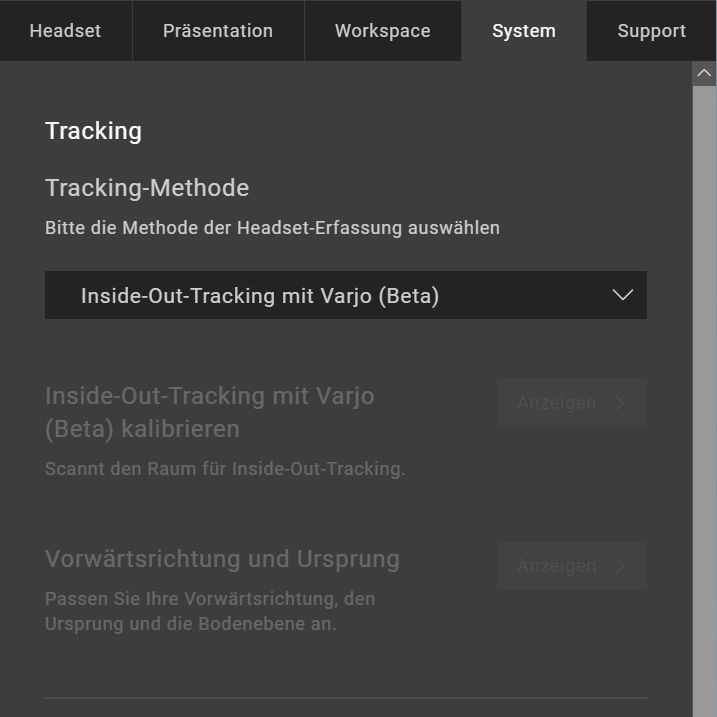 Headset Präsentation Workspace System Support
Tracking
Tracking-Methode
Bitte die Methode der Headset-Erfassung auswählen
Inside-Out-Tracking mit Varjo (Beta)
Inside-Out-Tracking mit Varjo
(Beta) kalibrieren
Anzeigen
Scannt den Raum für Inside-Out-Tracking.
Vorwärtsrichtung und Ursprung
Anzeigen
Passen Sie Ihre Vorwärtsrichtung, den
Ursprung und die Bodenebene an.